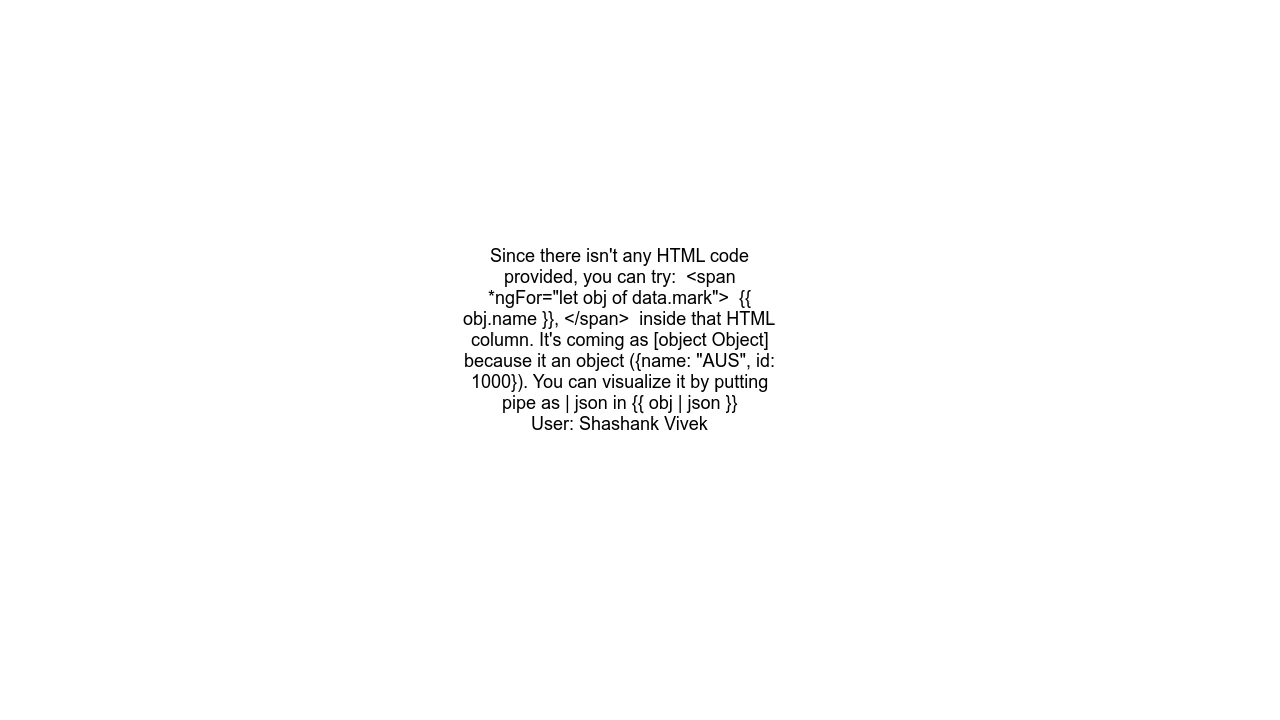 Since there isn't any HTML code
provided, you can try:  <span
*ngFor="let obj of data.mark">  {{
obj.name }}, </span>  inside that HTML
column. It's coming as [object Object]
because it an object ({name: "AUS", id:
1000}). You can visualize it by putting
pipe as | json in {{ obj | json }}
User: Shashank Vivek